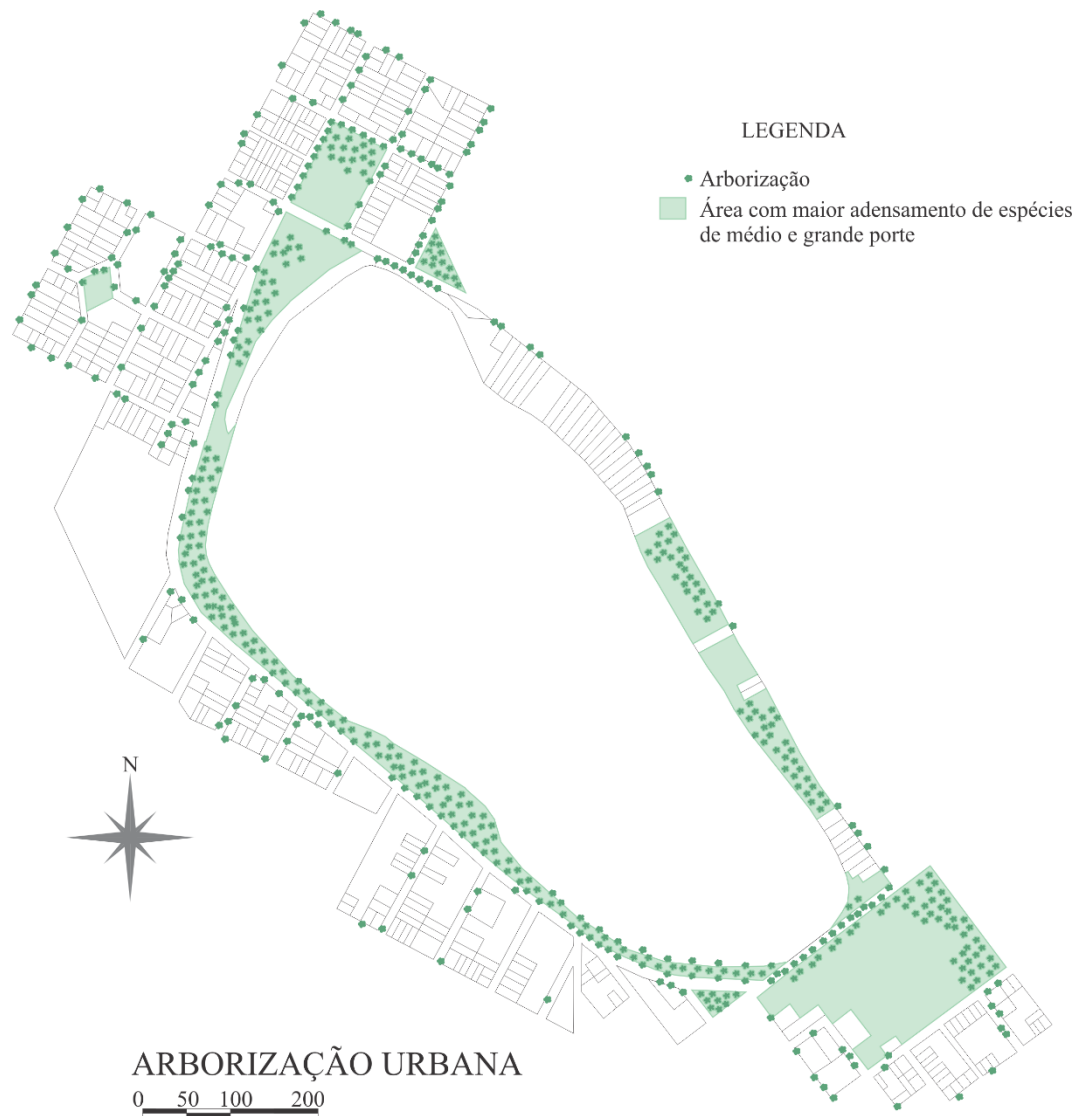 LEGENDA
Arborização
Área com maior adensamento de espécies
de médio e grande porte
N
ARBORIZAÇÃO URBANA
0 50 100 200